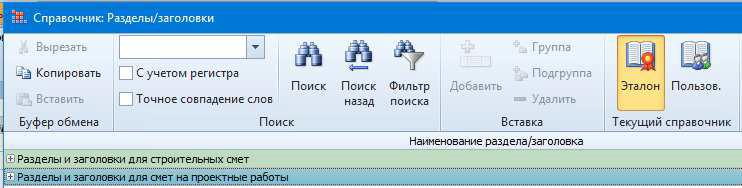 Справочник: Разделы/заголовки
Вырезать
Копировать
Вставить
Буфер обмена
С учетом регистра
Точное совпадение слов
Поиск
Поиск назад
Фильтр поиска
Поиск
Добавить
Группа
Подгруппа
Удалить
Вставка
Эталон
Пользов.
Текущий справочник
Наименование раздела/заголовка
Разделы и заголовки для строительных смет
Разделы и заголовки для смет на проектные работы